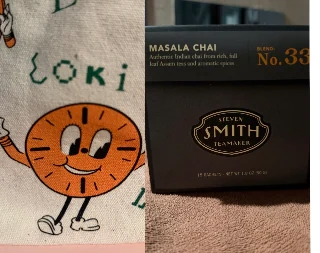 LOKi
MASALA CHAI
Authentic Indian chai from rich, full
leaf Assam teas and aromatic spices
BLEND
No. 33
STEVEN
SMITH
TEAMAKER